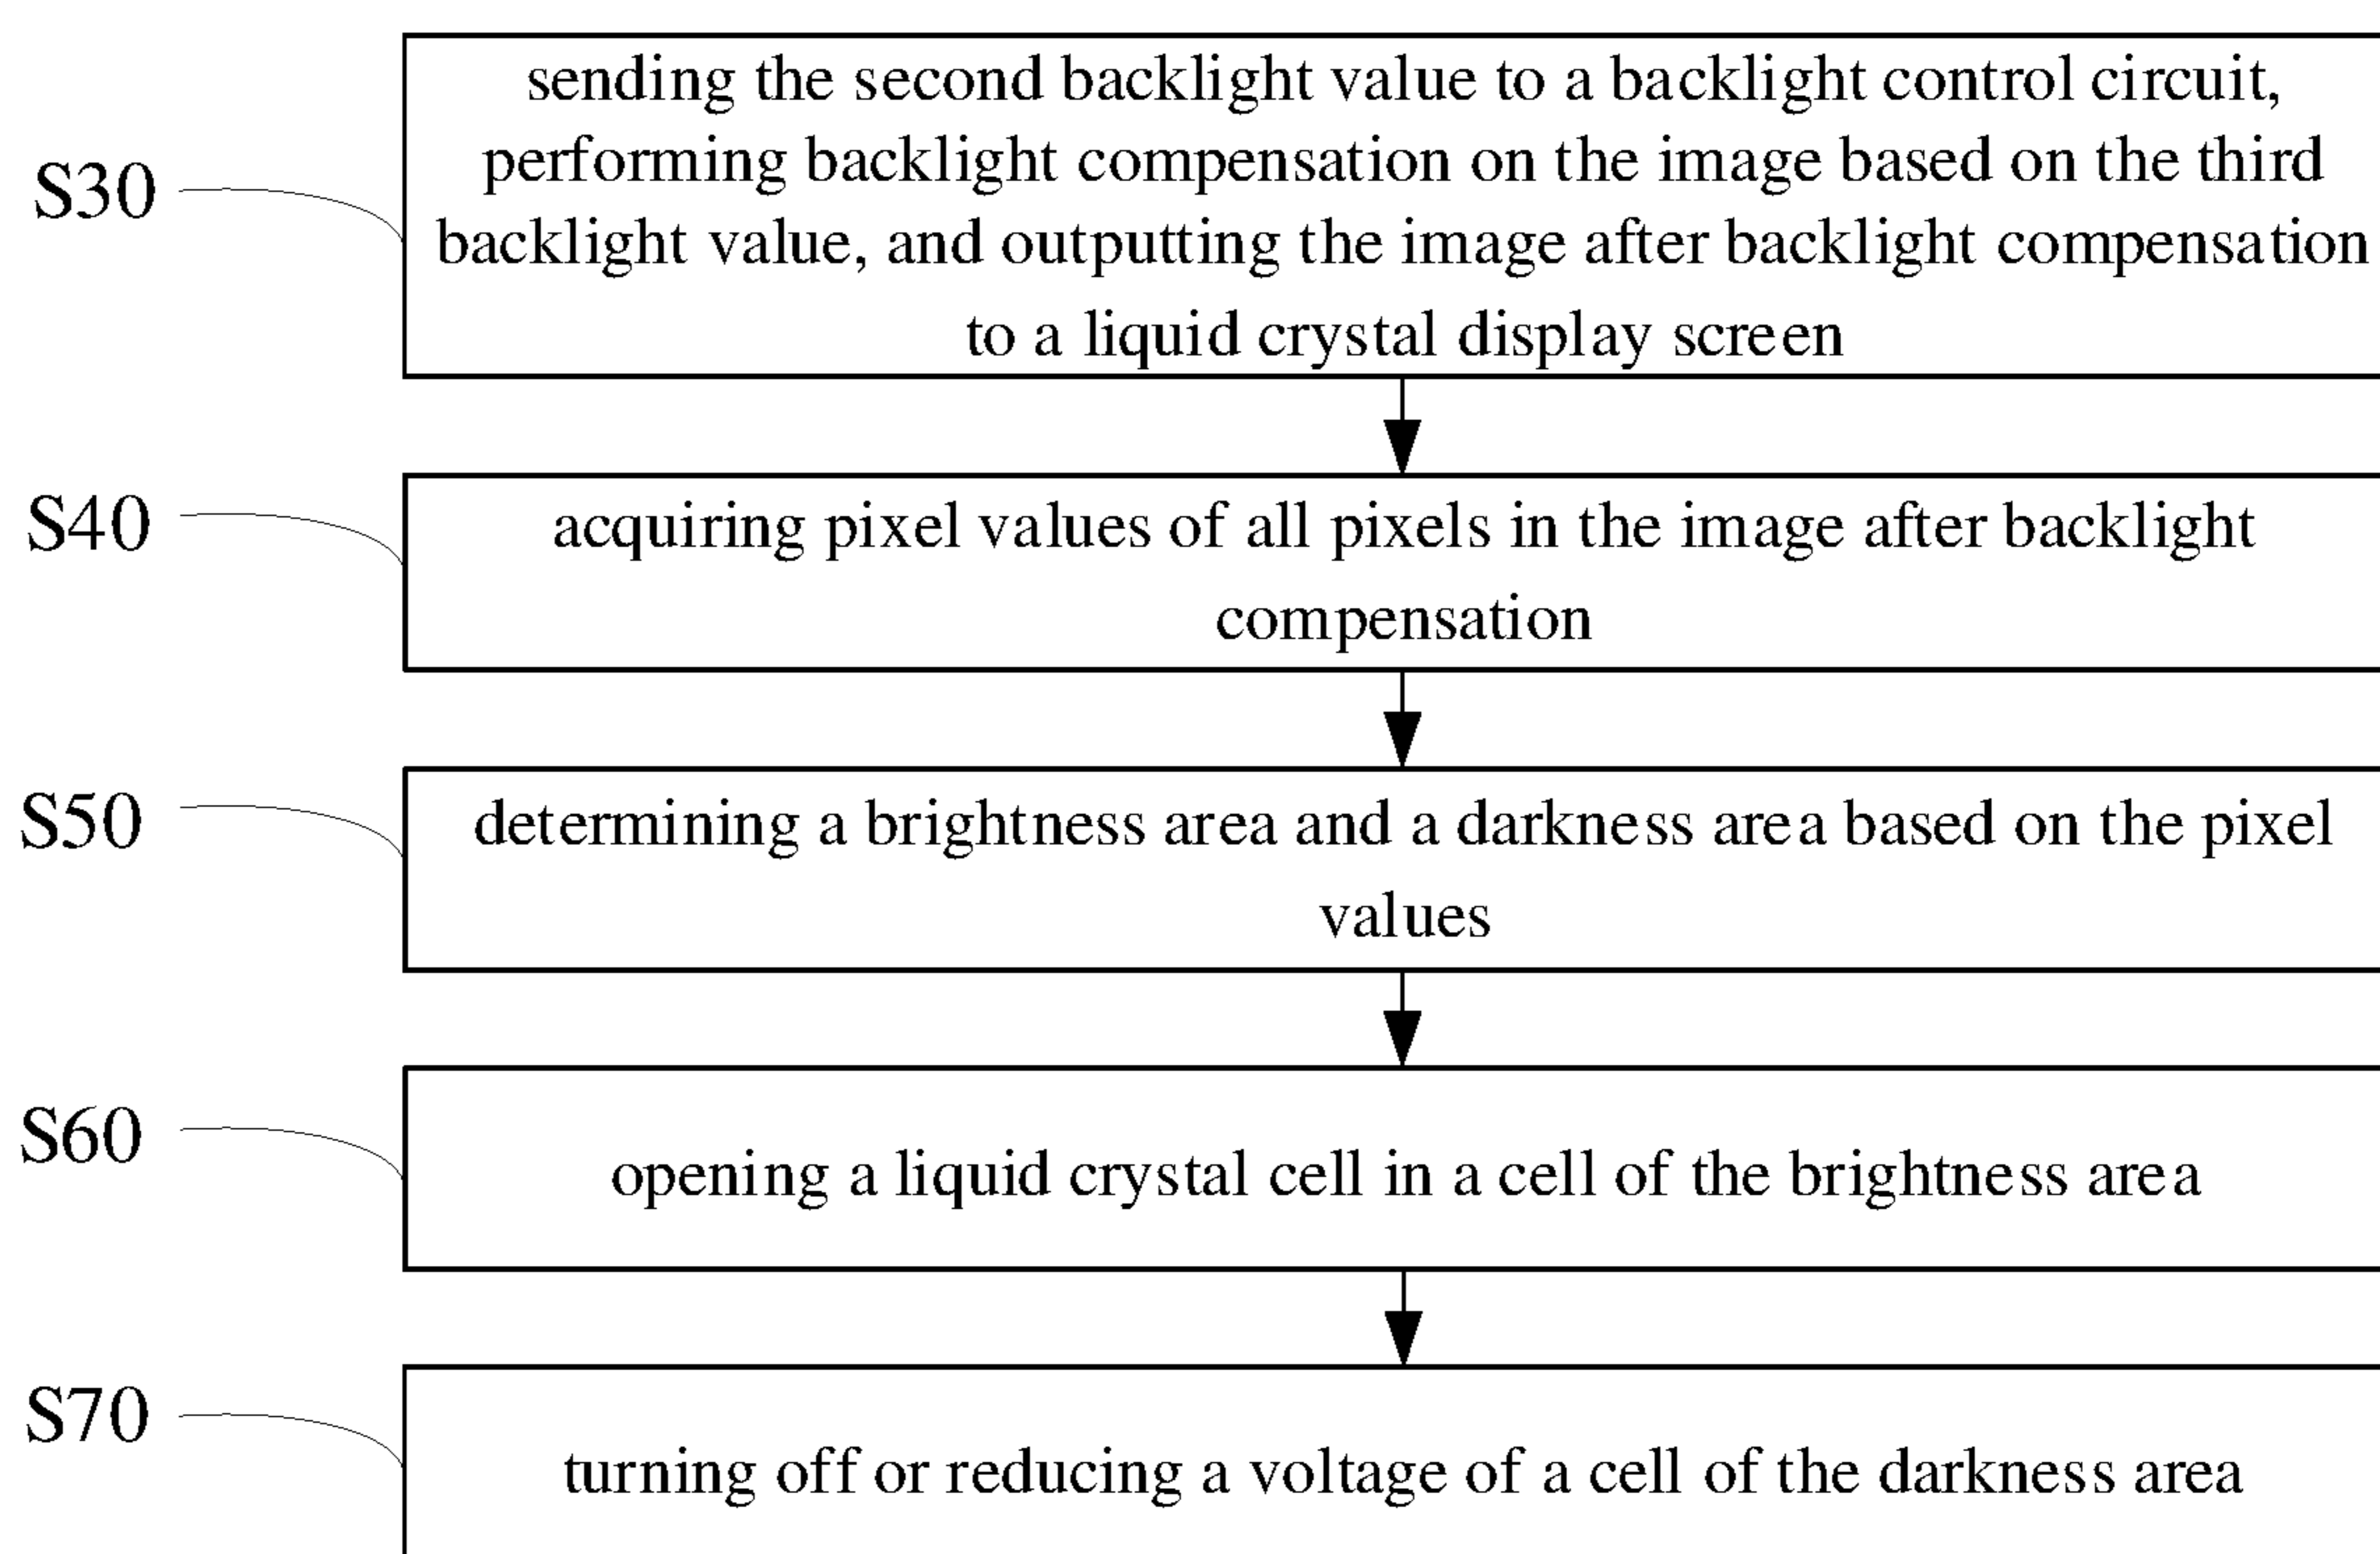 S30
sending the second backlight value to a backlight control circuit,
performing backlight compensation on the image based on the third
backlight value, and outputting the image after backlight compensation
to a liquid crystal display screen
S40
acquiring pixel values of all pixels in the image after backlight
compensation
S50
determining a brightness area and a darkness area based on the pixel
values
S60
opening a liquid crystal cell in a cell of the brightness area
S70
turning off or reducing a voltage of a cell of the darkness area